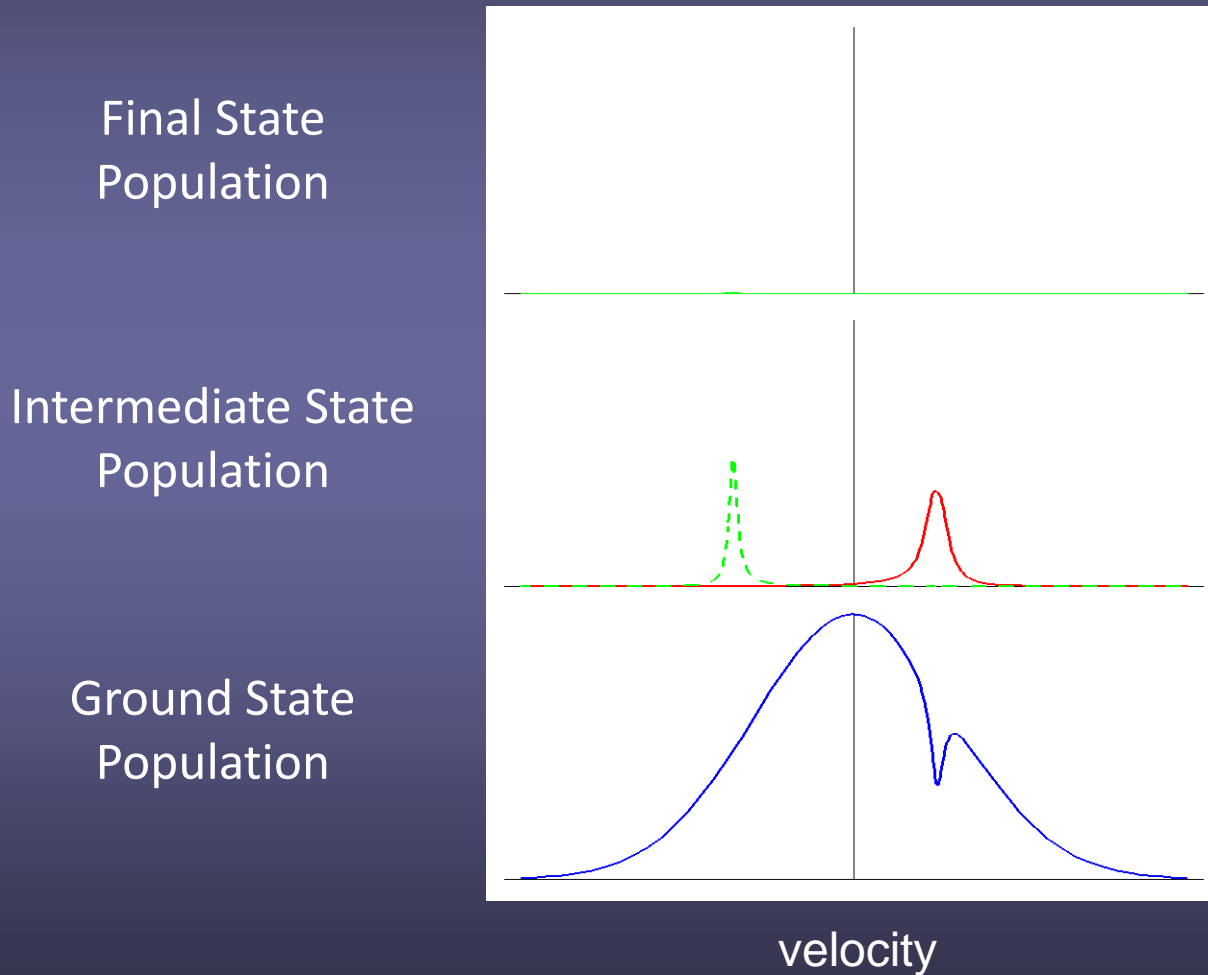 Final State
Population
Intermediate State
Population
Ground State
Population
velocity